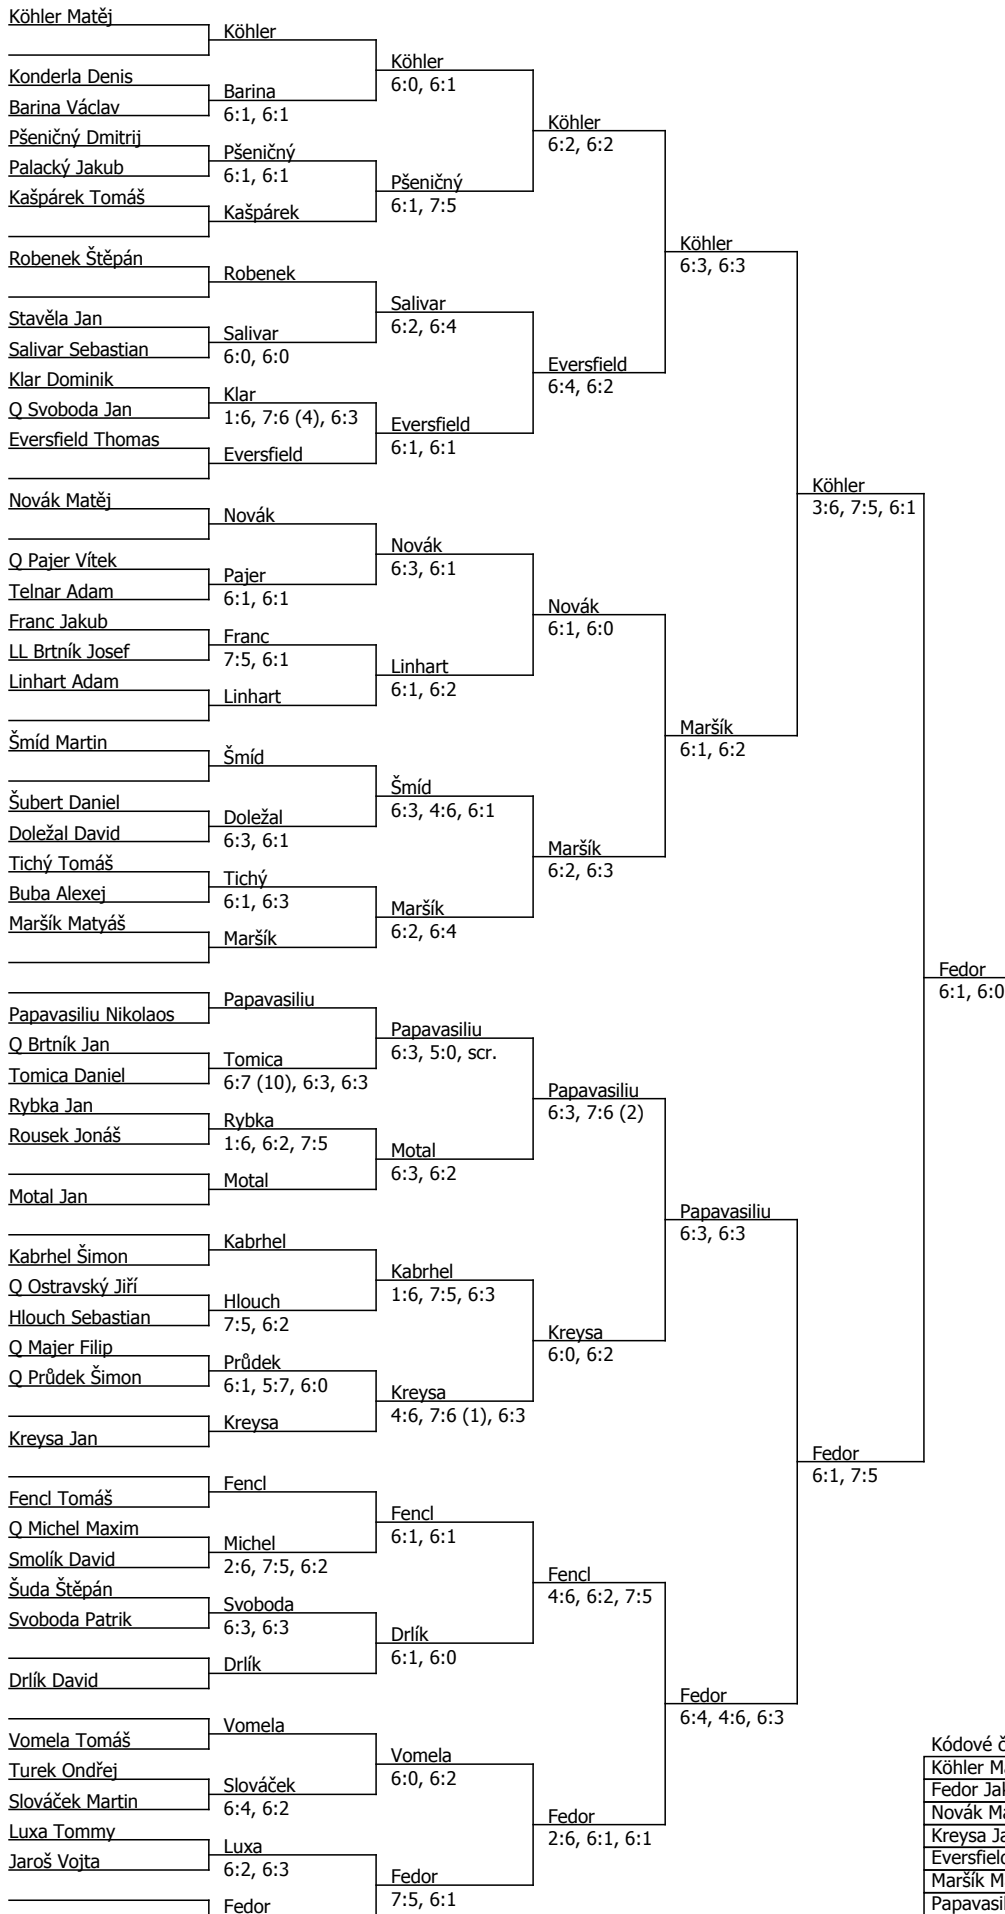 Köhler Matěj
Konderla Denis
Barina Václav
Pšeničný Dmitrij
Palacký Jakub
Kašpárek Tomáš
Robenek Štěpán
Stavěla Jan
Salivar Sebastian
Klar Dominik
Q Svoboda Jan
Eversfield Thomas
Novák Matěj
Q Pajer Vítek
Telnar Adam
Franc Jakub
LL Brtník Josef
Linhart Adam
Šmíd Martin
Šubert Daniel
Doležal David
Tichý Tomáš
Buba Alexej
Maršík Matyáš
Papavasiliu Nikolaos
Q Brtník Jan
Tomica Daniel
Rybka Jan
Rousek Jonáš
Motal Jan
Kabrhel Šimon
Q Ostravský Jiří
Hlouch Sebastian
Q Majer Filip
Q Průdek Šimon
Kreysa Jan
Fencl Tomáš
Q Michel Maxim
Smolík David
Šuda Štěpán
Svoboda Patrik
Drlík David
Vomela Tomáš
Turek Ondřej
Slováček Martin
Luxa Tommy
Jaroš Vojta
Köhler
Barina
6:1, 6:1
Pšeničný
6:1, 6:1
Kašpárek
Robenek
Salivar
6:0, 6:0
Klar
1:6, 7:6 (4), 6:3
Eversfield
Novák
Pajer
6:1, 6:1
Franc
7:5, 6:1
Linhart
Šmíd
Doležal
6:3, 6:1
Tichý
6:1, 6:3
Maršík
Papavasiliu
Tomica
6:7 (10), 6:3, 6:3
Rybka
1:6, 6:2, 7:5
Motal
Kabrhel
Hlouch
7:5, 6:2
Průdek
6:1, 5:7, 6:0
Kreysa
Fencl
Michel
2:6, 7:5, 6:2
Svoboda
6:3, 6:3
Drlík
Vomela
Slováček
6:4, 6:2
Luxa
6:2, 6:3
Fedor
Köhler
6:0, 6:1
Pšeničný
6:1, 7:5
Salivar
6:2, 6:4
Eversfield
6:1, 6:1
Novák
6:3, 6:1
Linhart
6:1, 6:2
Šmíd
6:3, 4:6, 6:1
Maršík
6:2, 6:4
Papavasiliu
6:3, 5:0, scr.
Motal
6:3, 6:2
Kabrhel
1:6, 7:5, 6:3
Kreysa
4:6, 7:6 (1), 6:3
Fencl
6:1, 6:1
Drlík
6:1, 6:0
Vomela
6:0, 6:2
Fedor
7:5, 6:1
Köhler
6:2, 6:2
Eversfield
6:4, 6:2
Novák
6:1, 6:0
Maršík
6:2, 6:3
Papavasiliu
6:3, 7:6 (2)
Kreysa
6:0, 6:2
Fencl
4:6, 6:2, 7:5
Fedor
2:6, 6:1, 6:1
Köhler
6:3, 6:3
Maršík
6:1, 6:2
Papavasiliu
6:3, 6:3
Fedor
6:4, 4:6, 6:3
Köhler
3:6, 7:5, 6:1
Fedor
6:1, 7:5
Fedor
6:1, 6:0
Kódové č
Köhler Ma
Fedor Jak
Novák Ma
Kreysa Ja
Eversfield
Maršík M
Papavasil